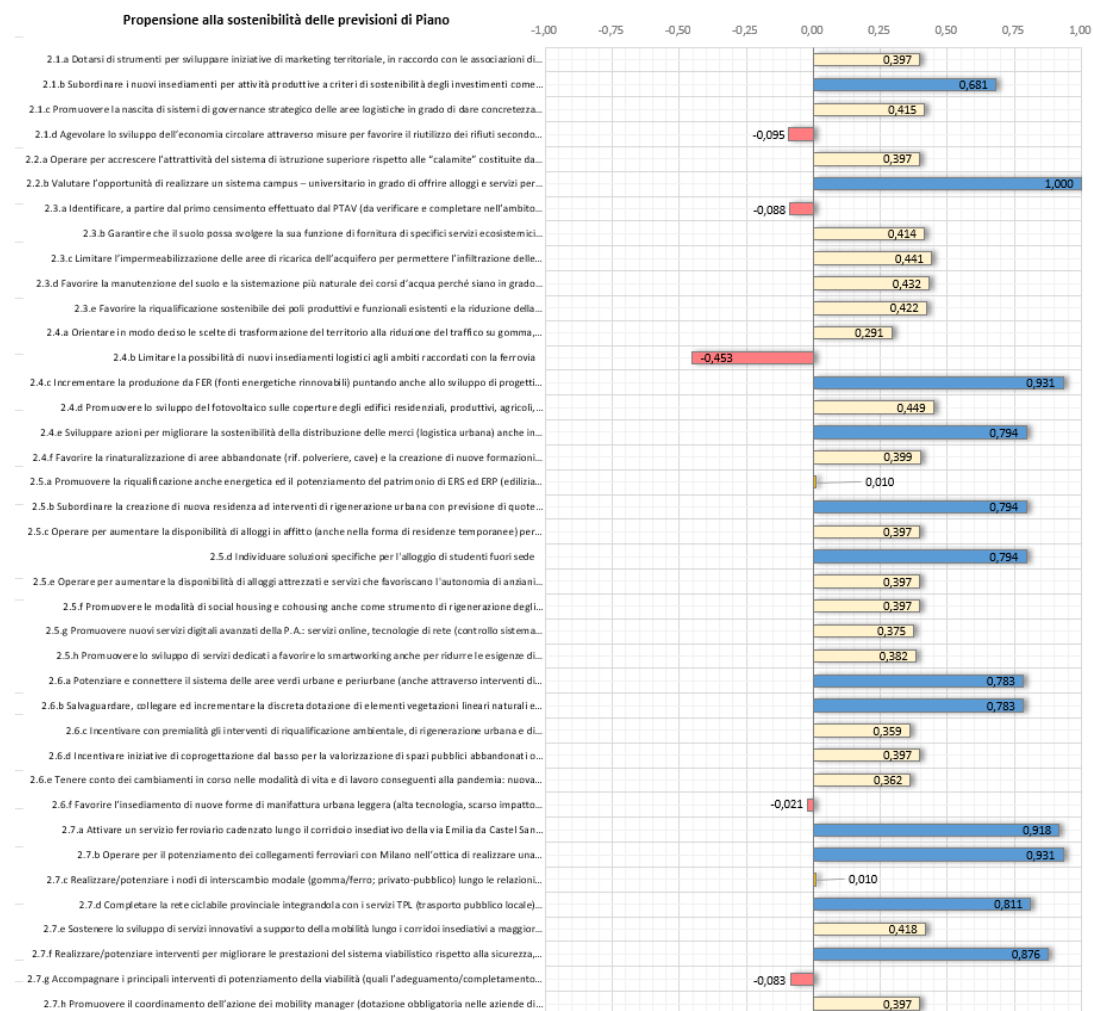 Propensione alla sostenibilità delle previsioni di Piano
-1,00 -0,75 -0,50 -0,25 0,00 0,25 0,50 0,75 1,00
2.1.a Dotarsi di strumenti per sviluppare iniziative di marketing territoriale, in raccordo con le associazioni di... 0,397
2.1.b Subordinare i nuovi insediamenti per attività produttive a criteri di sostenibilità degli investimenti come... 0,681
2.1.c Promuovere la nascita di sistemi di governance strategico delle aree logistiche in grado di dare concretezza... 0,415
2.1.d Agevolare lo sviluppo dell'economia circolare attraverso misure per favorire il riutilizzo dei rifiuti secondo... -0,095
2.2.a Operare per accrescere l'attrattività del sistema di istruzione superiore rispetto alle "calamite" costituite da... 0,397
2.2.b Valutare l'opportunità di realizzare un sistema campus – universitario in grado di offrire alloggi e servizi per... 1,000
2.3.a Identificare, a partire dal primo censimento effettuato dal PTAV (da verificare e completare nell'ambito... -0,088
2.3.b Garantire che il suolo possa svolgere la sua funzione di fornitura di specifici servizi ecosistemici... 0,414
2.3.c Limitare l'impermeabilizzazione delle aree di ricarica dell'acquifero per permettere l'infiltrazione delle... 0,441
2.3.d Favorire la manutenzione del suolo e la sistemazione più naturale dei corsi d'acqua perché siano in grado... 0,432
2.3.e Favorire la riqualificazione sostenibile dei poli produttivi e funzionali esistenti e la riduzione della... 0,422
2.4.a Orientare in modo deciso le scelte di trasformazione del territorio alla riduzione del traffico su gomma,... 0,291
2.4.b Limitare la possibilità di nuovi insediamenti logistici agli ambiti raccordati con la ferrovia -0,453
2.4.c Incrementare la produzione da FER (fonti energetiche rinnovabili) puntando anche allo sviluppo di progetti... 0,931
2.4.d Promuovere lo sviluppo del fotovoltaico sulle coperture degli edifici residenziali, produttivi, agricoli,... 0,449
2.4.e Sviluppare azioni per migliorare la sostenibilità della distribuzione delle merci (logistica urbana) anche in... 0,794
2.4.f Favorire la rinaturalizzazione di aree abbandonate (rif. polveriere, cave) e la creazione di nuove formazioni... 0,399
2.5.a Promuovere la riqualificazione anche energetica ed il potenziamento del patrimonio di ERS ed ERP (edilizia... 0,010
2.5.b Subordinare la creazione di nuova residenza ad interventi di rigenerazione urbana con previsione di quote... 0,794
2.5.c Operare per aumentare la disponibilità di alloggi in affitto (anche nella forma di residenze temporanee) per... 0,397
2.5.d Individuare soluzioni specifiche per l'alloggio di studenti fuori sede 0,794
2.5.e Operare per aumentare la disponibilità di alloggi attrezzati e servizi che favoriscano l'autonomia di anziani... 0,397
2.5.f Promuovere le modalità di social housing e cohousing anche come strumento di rigenerazione degli... 0,397
2.5.g Promuovere nuovi servizi digitali avanzati della P.A.: servizi online, tecnologie di rete (controllo sistema... 0,375
2.5.h Promuovere lo sviluppo di servizi dedicati a favorire lo smartworking anche per ridurre le esigenze di... 0,382
2.6.a Potenziare e connettere il sistema delle aree verdi urbane e periurbane (anche attraverso interventi di... 0,783
2.6.b Salvaguardare, collegare ed incrementare la discreta dotazione di elementi vegetazioni lineari naturali e... 0,783
2.6.c Incentivare con premialità gli interventi di riqualificazione ambientale, di rigenerazione urbana e di... 0,359
2.6.d Incentivare iniziative di coprogettazione dal basso per la valorizzazione di spazi pubblici abbandonati o... 0,397
2.6.e Tenere conto dei cambiamenti in corso nelle modalità di vita e di lavoro conseguenti alla pandemia: nuova... 0,362
2.6.f Favorire l'insediamento di nuove forme di manifattura urbana leggera (alta tecnologia, scarso impatto... -0,021
2.7.a Attivare un servizio ferroviario cadenzato lungo il corridoio insediativo della via Emilia da Castel San... 0,918
2.7.b Operare per il potenziamento dei collegamenti ferroviari con Milano nell'ottica di realizzare una... 0,931
2.7.c Realizzare/potenziare i nodi di interscambio modale (gomma/ferro; privato-pubblico) lungo le relazioni... 0,010
2.7.d Completare la rete ciclabile provinciale integrandola con i servizi TPL (trasporto pubblico locale)... 0,811
2.7.e Sostenere lo sviluppo di servizi innovativi a supporto della mobilità lungo i corridoi insediativi a maggior... 0,418
2.7.f Realizzare/potenziare interventi per migliorare le prestazioni del sistema viabilistico rispetto alla sicurezza,... 0,876
2.7.g Accompagnare i principali interventi di potenziamento della viabilità (quali l'adeguamento/completamento... -0,083
2.7.h Promuovere il coordinamento dell'azione dei mobility manager (dotazione obbligatoria nelle aziende di... 0,397